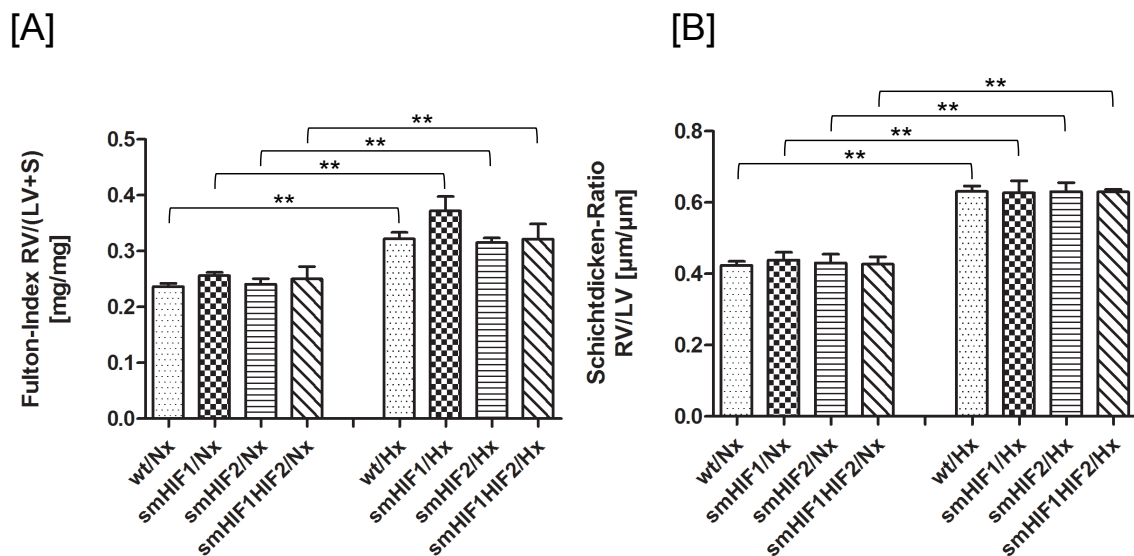 [A]
Fulton-Index RV/(LV+S)
[mg/mg]
0.5
0.4
0.3
0.2
0.1
0.0
**
**
**
**
wt/Nx
smHIF1/Nx
smHIF2/Nx
smHIF1HIF2/Nx
wt/Hx
smHIF1/Hx
smHIF2/Hx
smHIF1HIF2/Hx
[B]
Schichtdicken-Ratio
RV/LV [µm/µm]
0.8
0.6
0.4
0.2
0.0
**
**
**
**
wt/Nx
smHIF1/Nx
smHIF2/Nx
smHIF1HIF2/Nx
wt/Hx
smHIF1/Hx
smHIF2/Hx
smHIF1HIF2/Hx